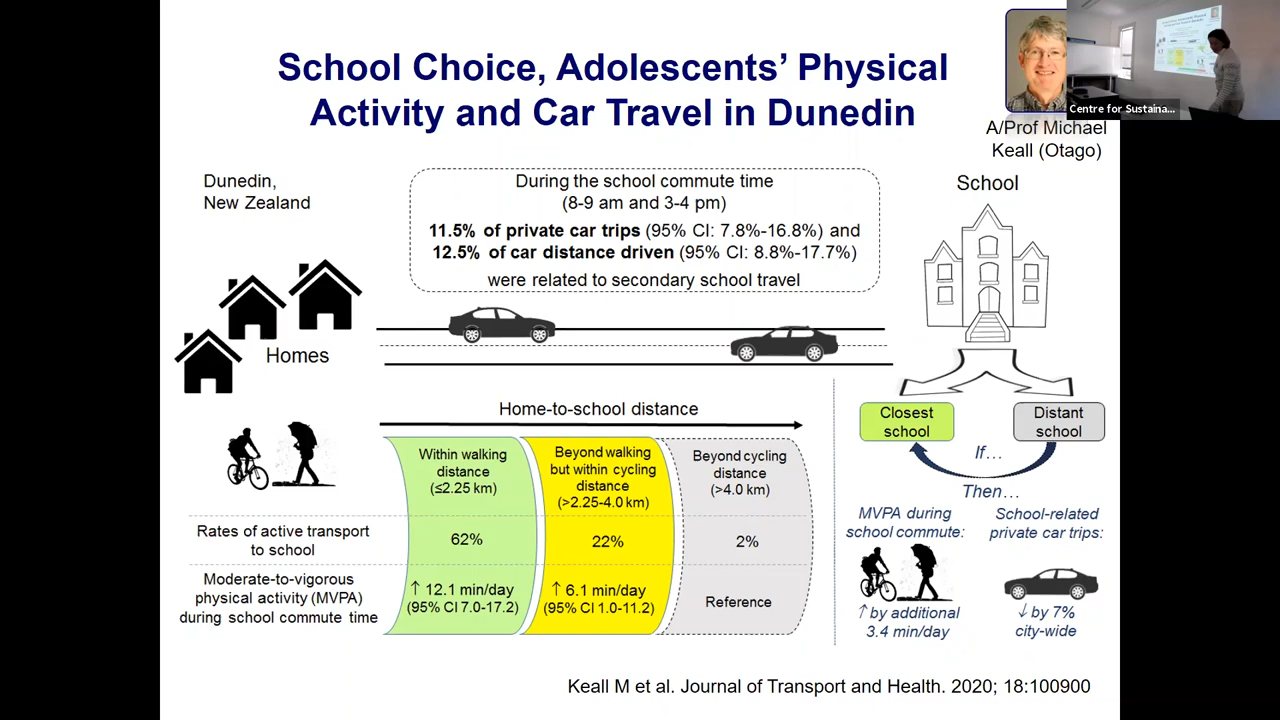 School Choice, Adolescents’ Physical
Activity and Car Travel in Dunedin
Centre for Sustaina...
A/Prof Michael
Keall (Otago)
Dunedin,
New Zealand
During the school commute time
(8-9 am and 3-4 pm)
11.5% of private car trips (95% CI: 7.8%-16.8%) and
12.5% of car distance driven (95% CI: 8.8%-17.7%)
were related to secondary school travel
School
Homes
Home-to-school distance
Closest
school
Distant
school
If…
Then…
Within walking
distance
(≤2.25 km)
Beyond walking
but within cycling
distance
(>2.25-4.0 km)
Beyond cycling
distance
(>4.0 km)
Rates of active transport
to school
62%
22%
2%
Moderate-to-vigorous
physical activity (MVPA)
during school commute time
↑ 12.1 min/day
(95% CI 7.0-17.2)
↑ 6.1 min/day
(95% CI 1.0-11.2)
Reference
MVPA during
school commute:
↑ by additional
3.4 min/day
School-related
private car trips:
↓ by 7%
city-wide
Keall M et al. Journal of Transport and Health. 2020; 18:100900